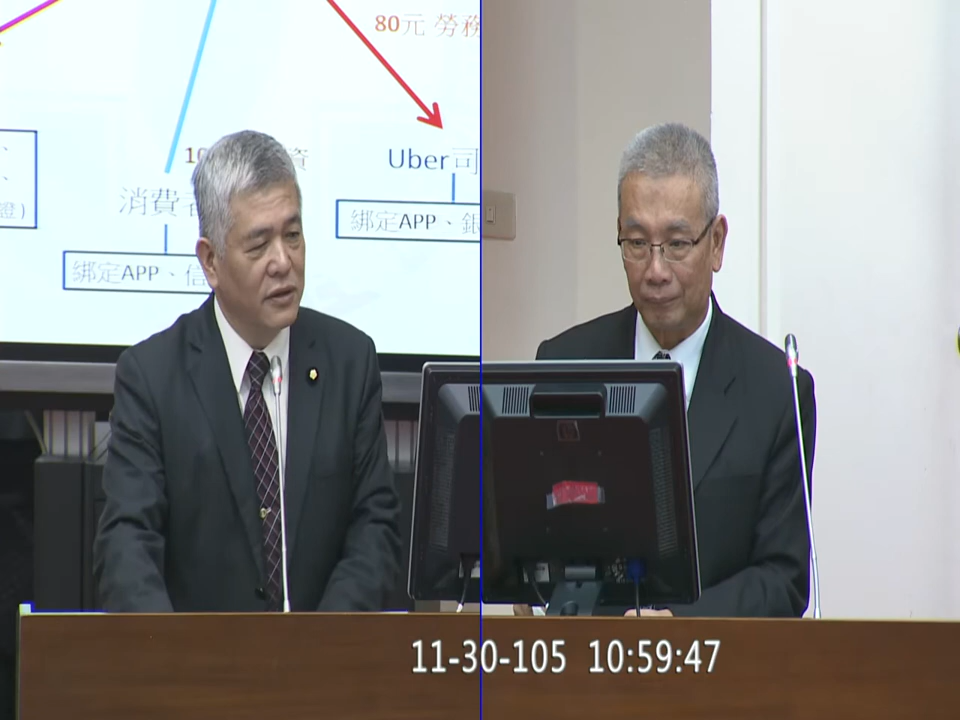 80元 勞務
Uber司
消費者
資
綁定APP、銀
綁定APP、信
證)
11-30-105 10:59:47